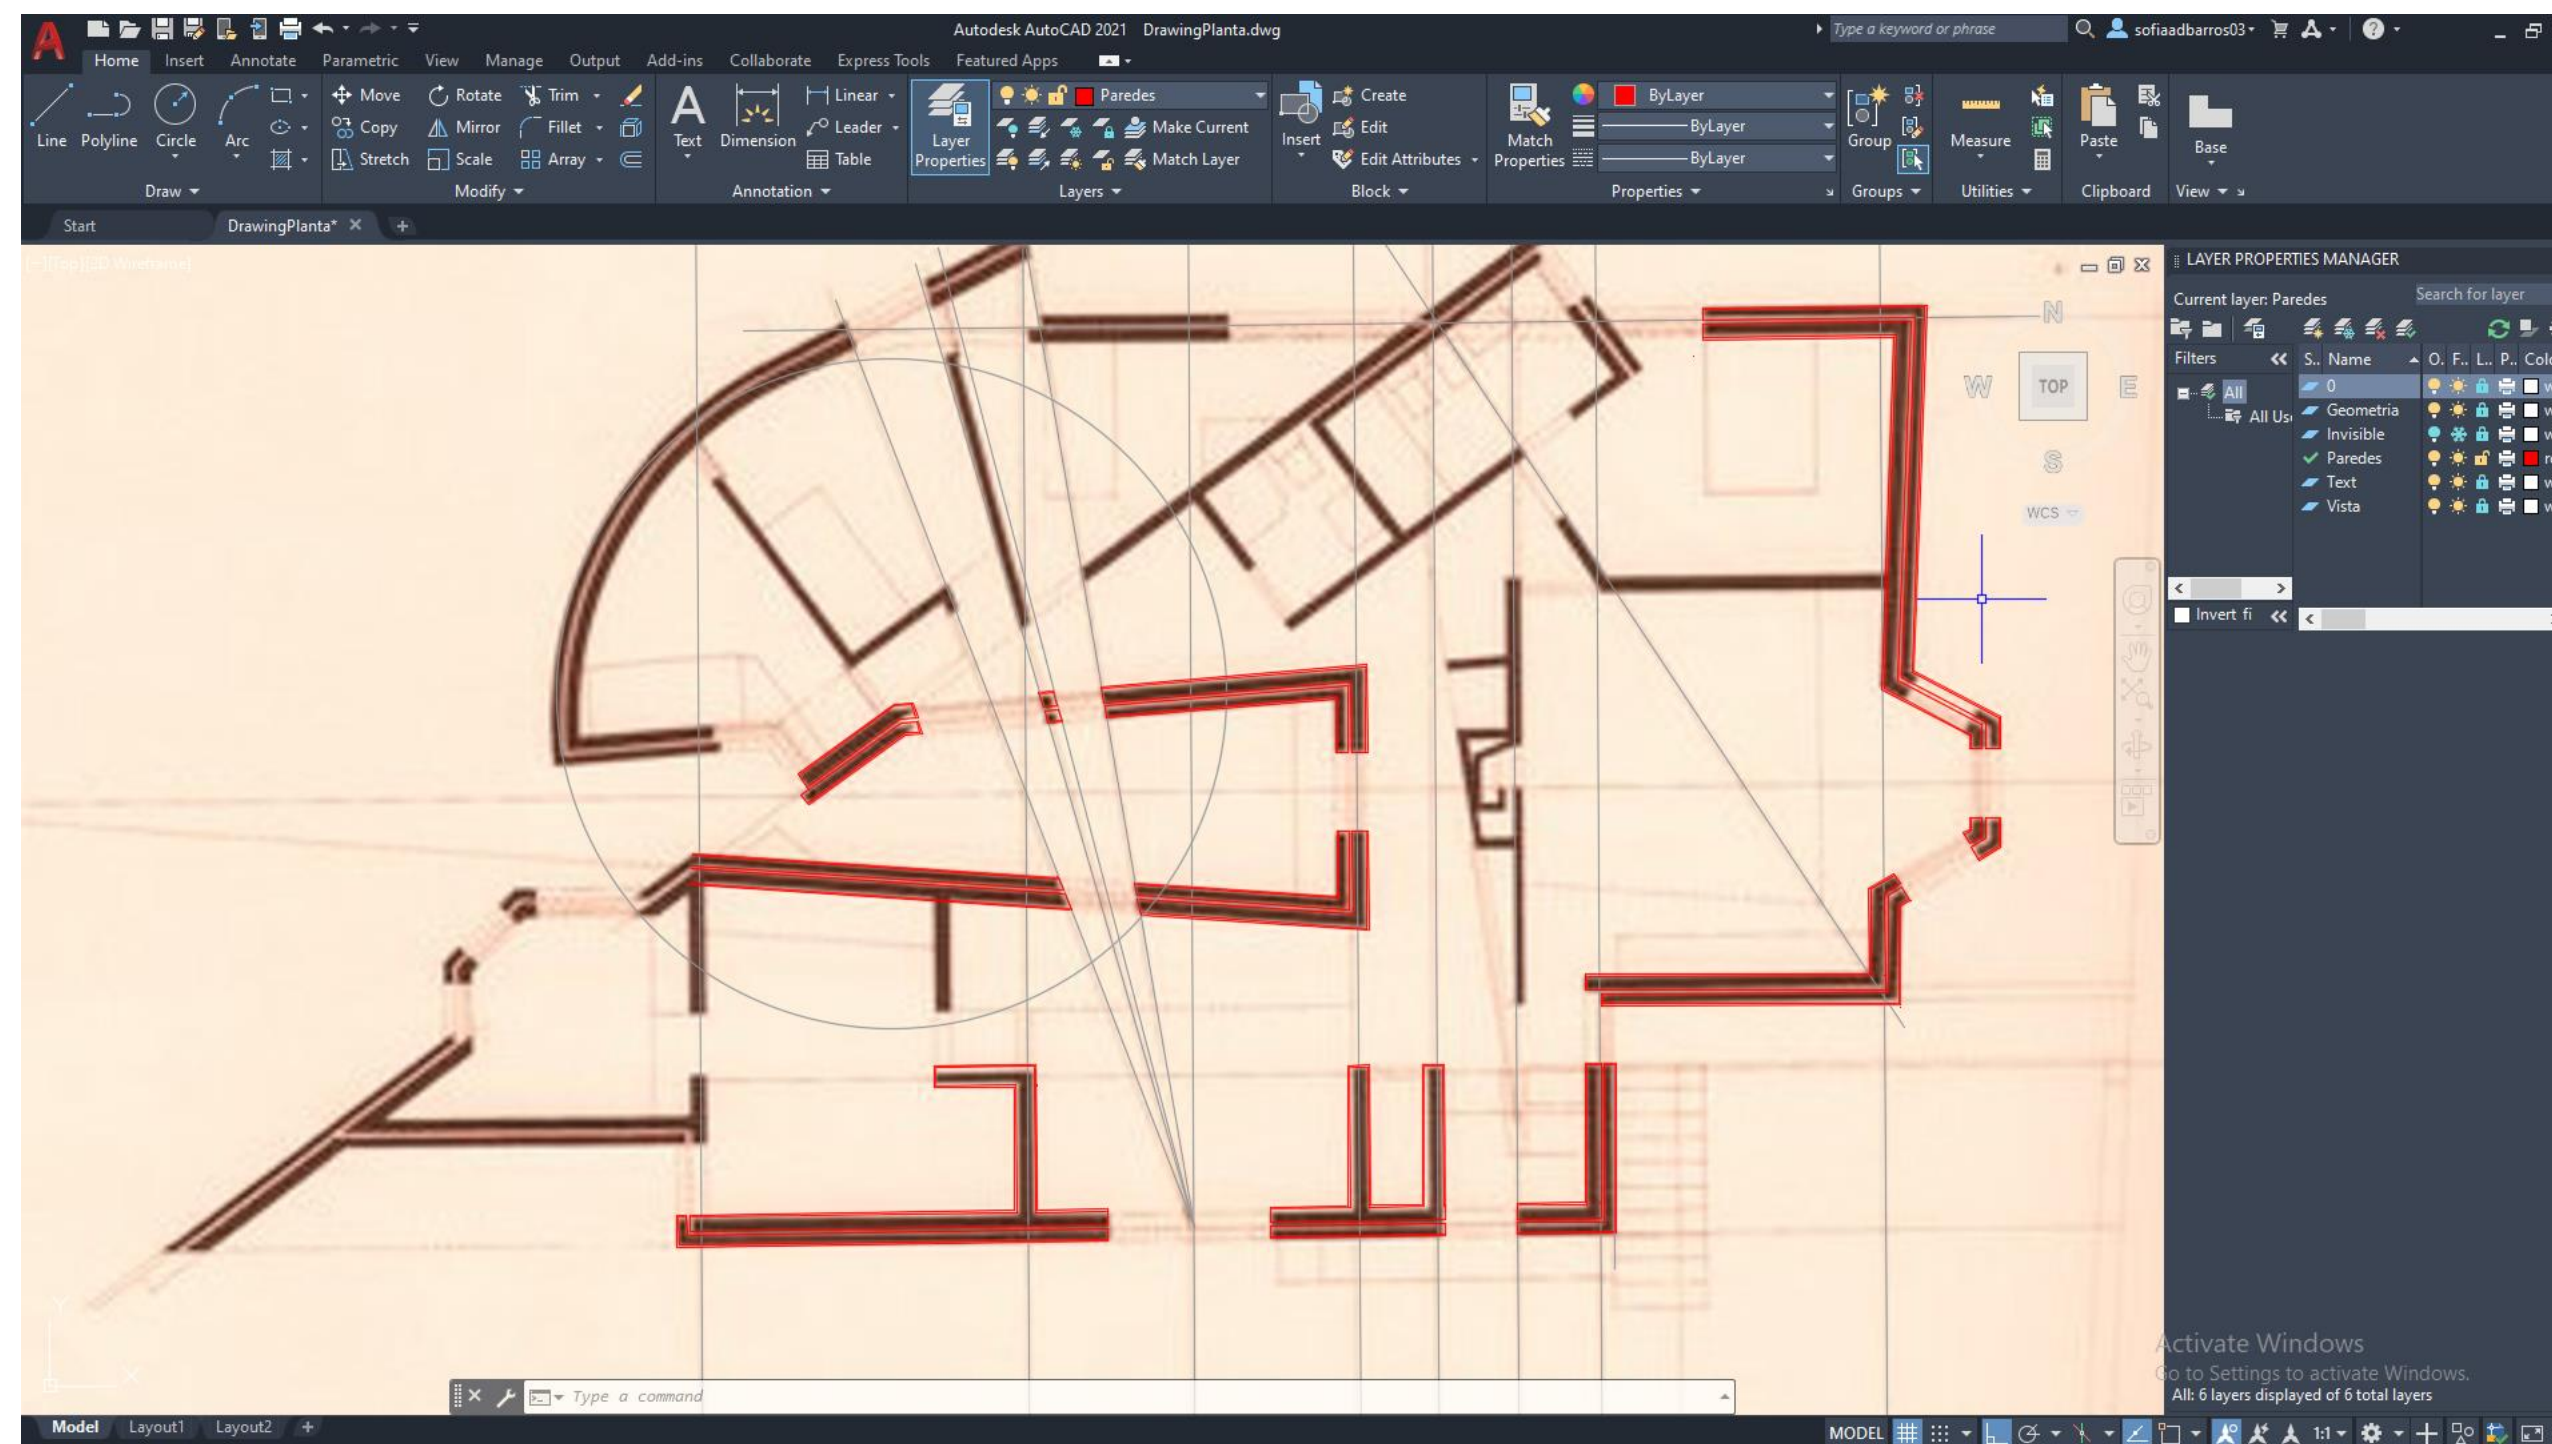 Autodesk AutoCAD 2021 DrawingPlanta.dwg
Type a keyword or phrase
sofiaadbarros03
Home Insert Annotate Parametric View Manage Output Add-ins Collaborate Express Tools Featured Apps
Line Polyline Circle Arc
Draw
Move Rotate Trim
Copy Mirror Fillet
Stretch Scale Array
Modify
Text Dimension
Linear
Leader
Table
Annotation
Layer Properties
Paredes
Make Current
Match Layer
Layers
Insert
Create
Edit
Edit Attributes
Block
Match Properties
ByLayer
ByLayer
ByLayer
Properties
Group
Groups
Measure
Utilities
Paste
Clipboard
Base
View
Start DrawingPlanta*
N
W TOP E
S
WCS
LAYER PROPERTIES MANAGER
Current layer: Paredes
Search for layer
Filters
All
All Us
S.. Name O. F.. L.. P..
0
Geometria
Invisible
Paredes
Text
Vista
Invert fi
Activate Windows
Go to Settings to activate Windows.
All: 6 layers displayed of 6 total layers
Y
X
Type a command
Model Layout1 Layout2
MODEL 1:1